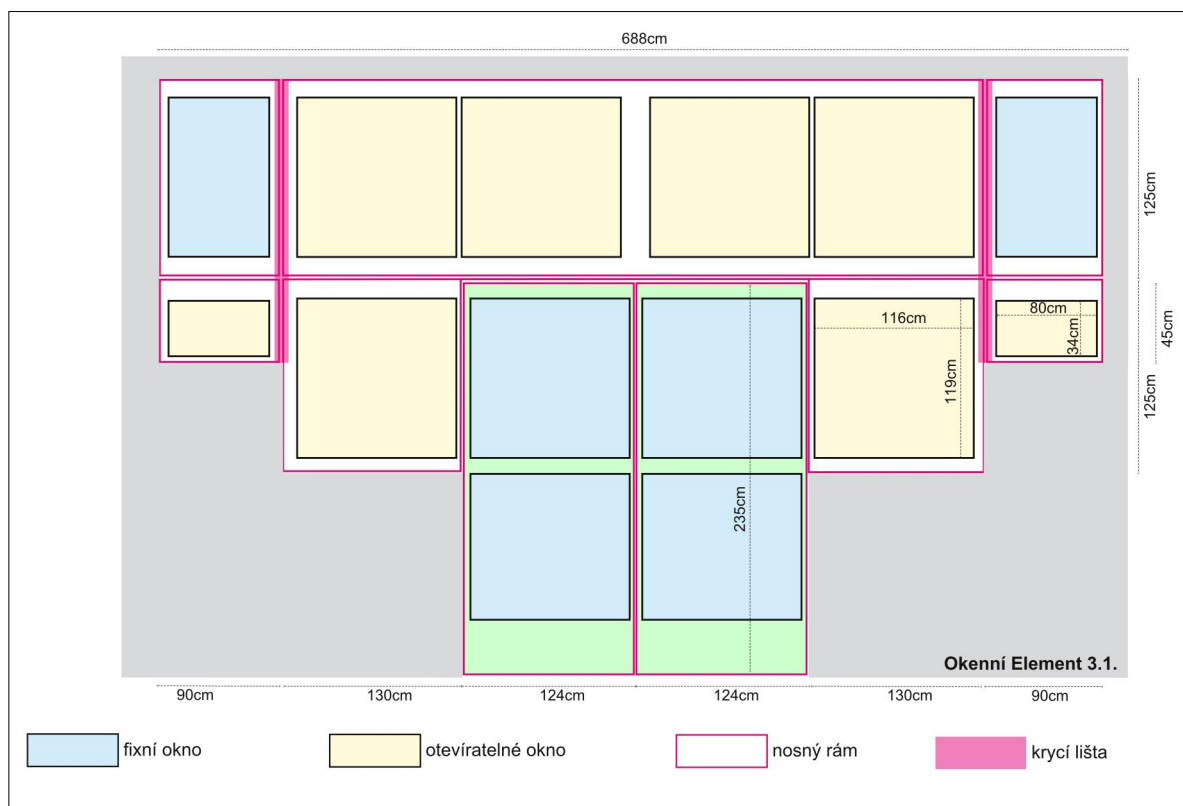 688cm
125cm
116cm
80cm
34cm
45cm
119cm
125cm
235cm
Okenní Element 3.1.
90cm 130cm 124cm 124cm 130cm 90cm
fixní okno otevíratelné okno nosný rám krycí lišta